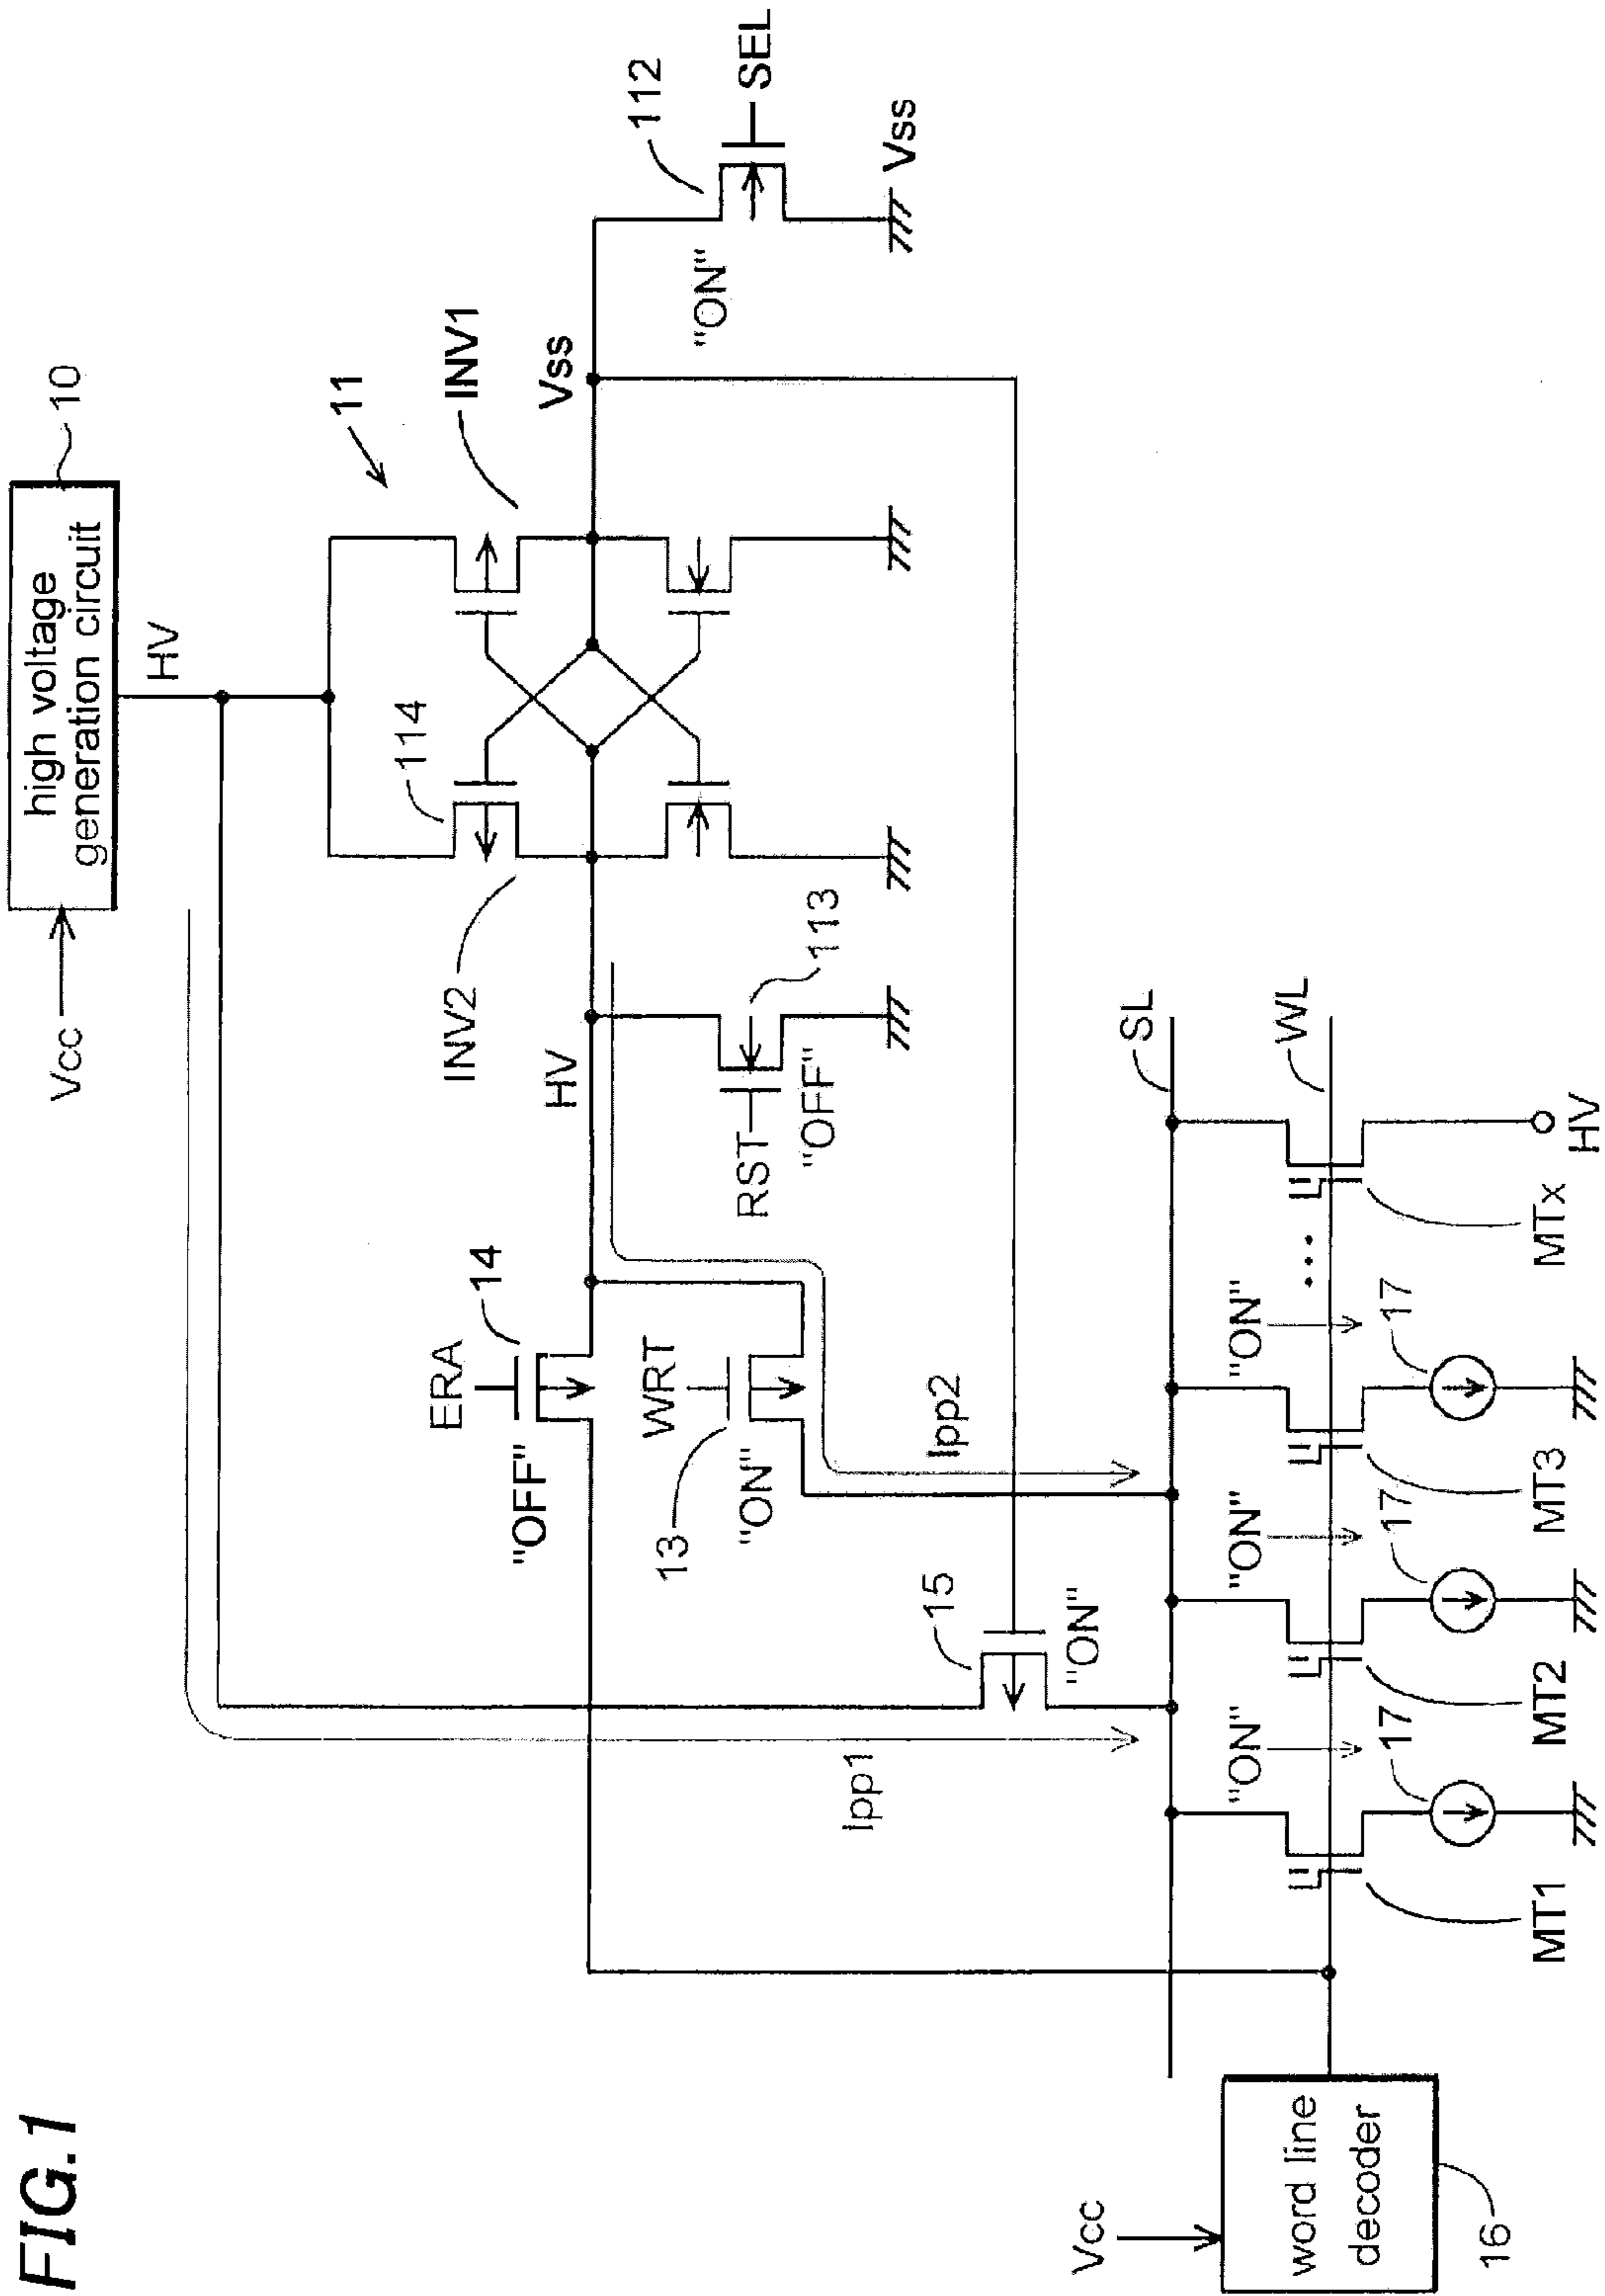 FIG.1
Vcc
high voltage
generation circuit
10
HV
11
114
INV1
INV2
Vss
HV
112
SEL
"ON"
Vss
113
RST
"OFF"
ERA
14
"OFF"
WRT
13
"ON"
Ipp2
Ipp1
15
"ON"
SL
WL
"ON"
"ON"
"ON"
...
17
17
17
MT1
MT2
MT3
MTx
HV
Vcc
word line
decoder
16